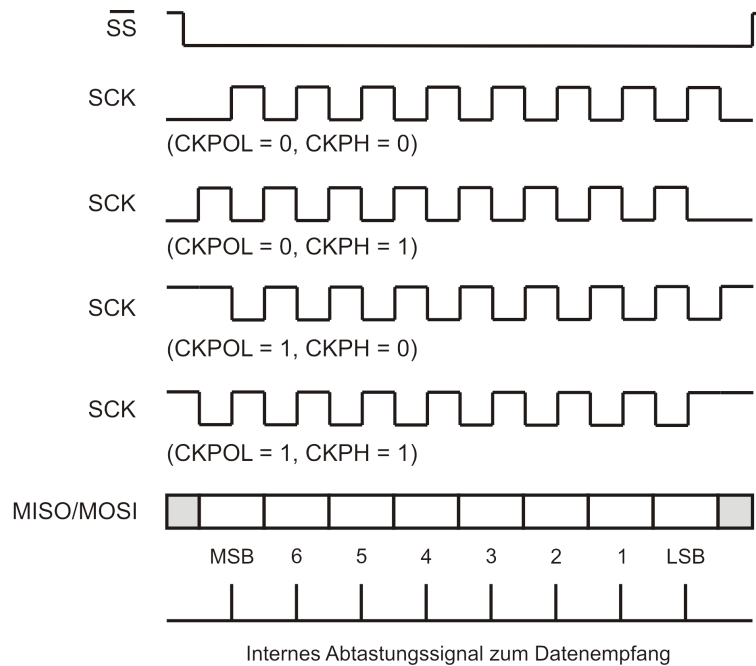 SS
SCK
(CKPOL = 0, CKPH = 0)
SCK
(CKPOL = 0, CKPH = 1)
SCK
(CKPOL = 1, CKPH = 0)
SCK
(CKPOL = 1, CKPH = 1)
MISO/MOSI
MSB 6 5 4 3 2 1 LSB
Internes Abtastungssignal zum Datenempfang